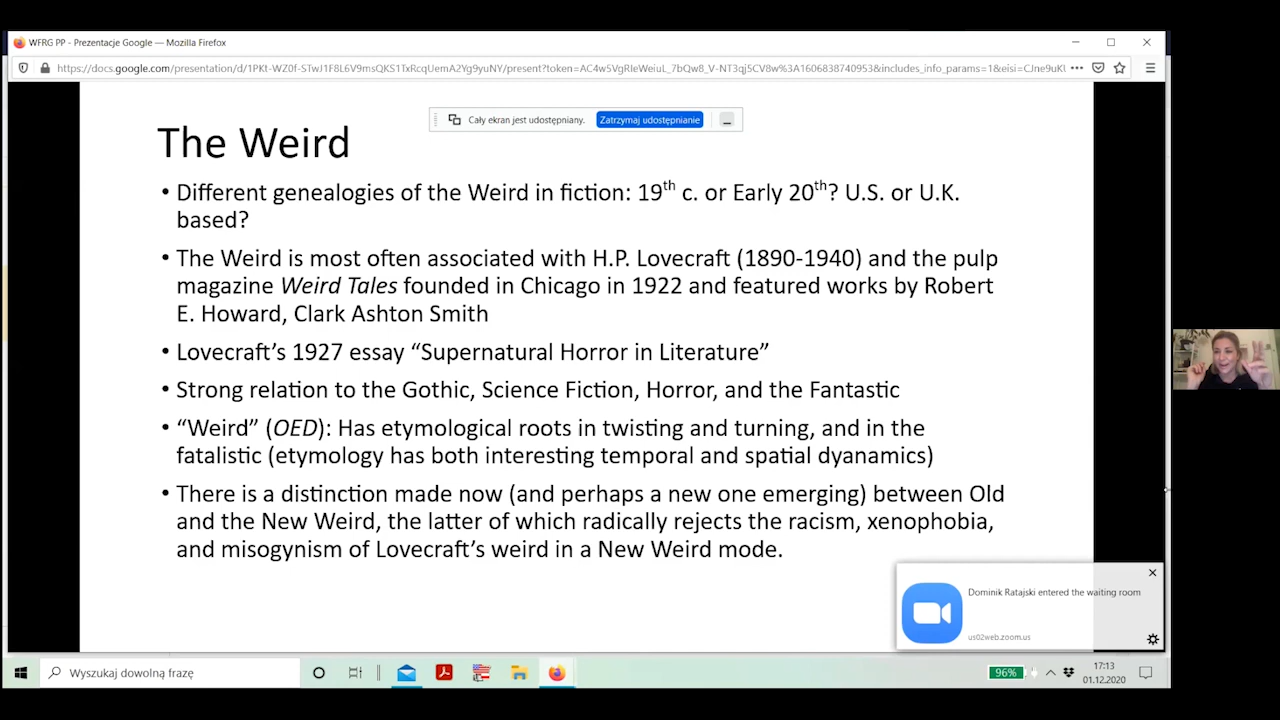 WFRG PP - Prezentacje Google — Mozilla Firefox
Cały ekran jest udostępniany. Zatrzymaj udostępnianie
The Weird
• Different genealogies of the Weird in fiction: 19th c. or Early 20th? U.S. or U.K.
based?
• The Weird is most often associated with H.P. Lovecraft (1890-1940) and the pulp
magazine Weird Tales founded in Chicago in 1922 and featured works by Robert
E. Howard, Clark Ashton Smith
• Lovecraft’s 1927 essay “Supernatural Horror in Literature”
• Strong relation to the Gothic, Science Fiction, Horror, and the Fantastic
• “Weird” (OED): Has etymological roots in twisting and turning, and in the
fatalistic (etymology has both interesting temporal and spatial dyanamics)
• There is a distinction made now (and perhaps a new one emerging) between Old
and the New Weird, the latter of which radically rejects the racism, xenophobia,
and misogynism of Lovecraft’s weird in a New Weird mode.
Dominik Ratajski entered the waiting room
us02web.zoom.us
Wyszukaj dowolną frazę
96%
17:13
01.12.2020